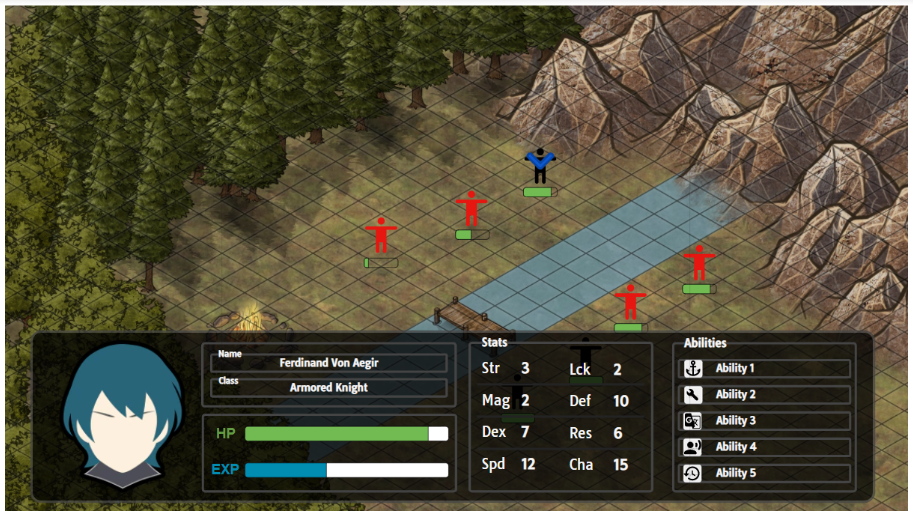 Name
Ferdinand Von Aegir
Class
Armored Knight
HP
EXP
Stats
Str 3 Lck 2
Mag 2 Def 10
Dex 7 Res 6
Spd 12 Cha 15
Abilities
Ability 1
Ability 2
Ability 3
Ability 4
Ability 5